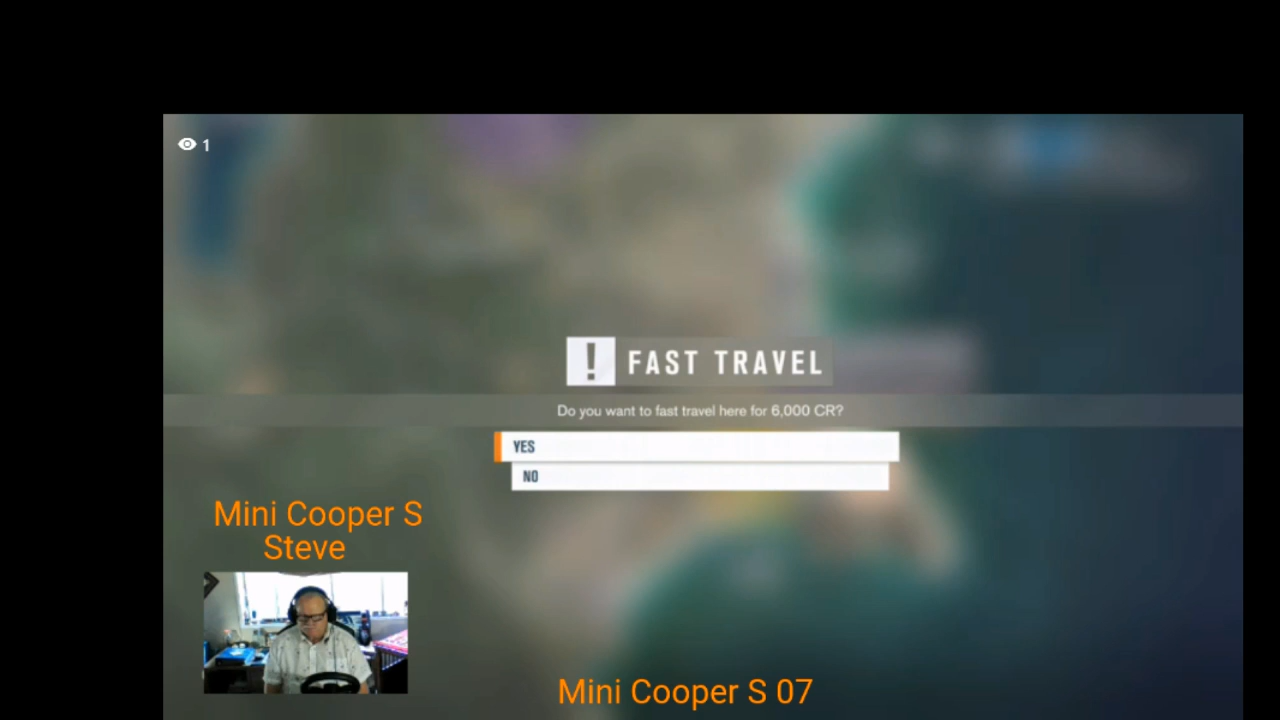 1
! FAST TRAVEL
Do you want to fast travel here for 6,000 CR?
YES
NO
Mini Cooper S
Steve
Mini Cooper S 07